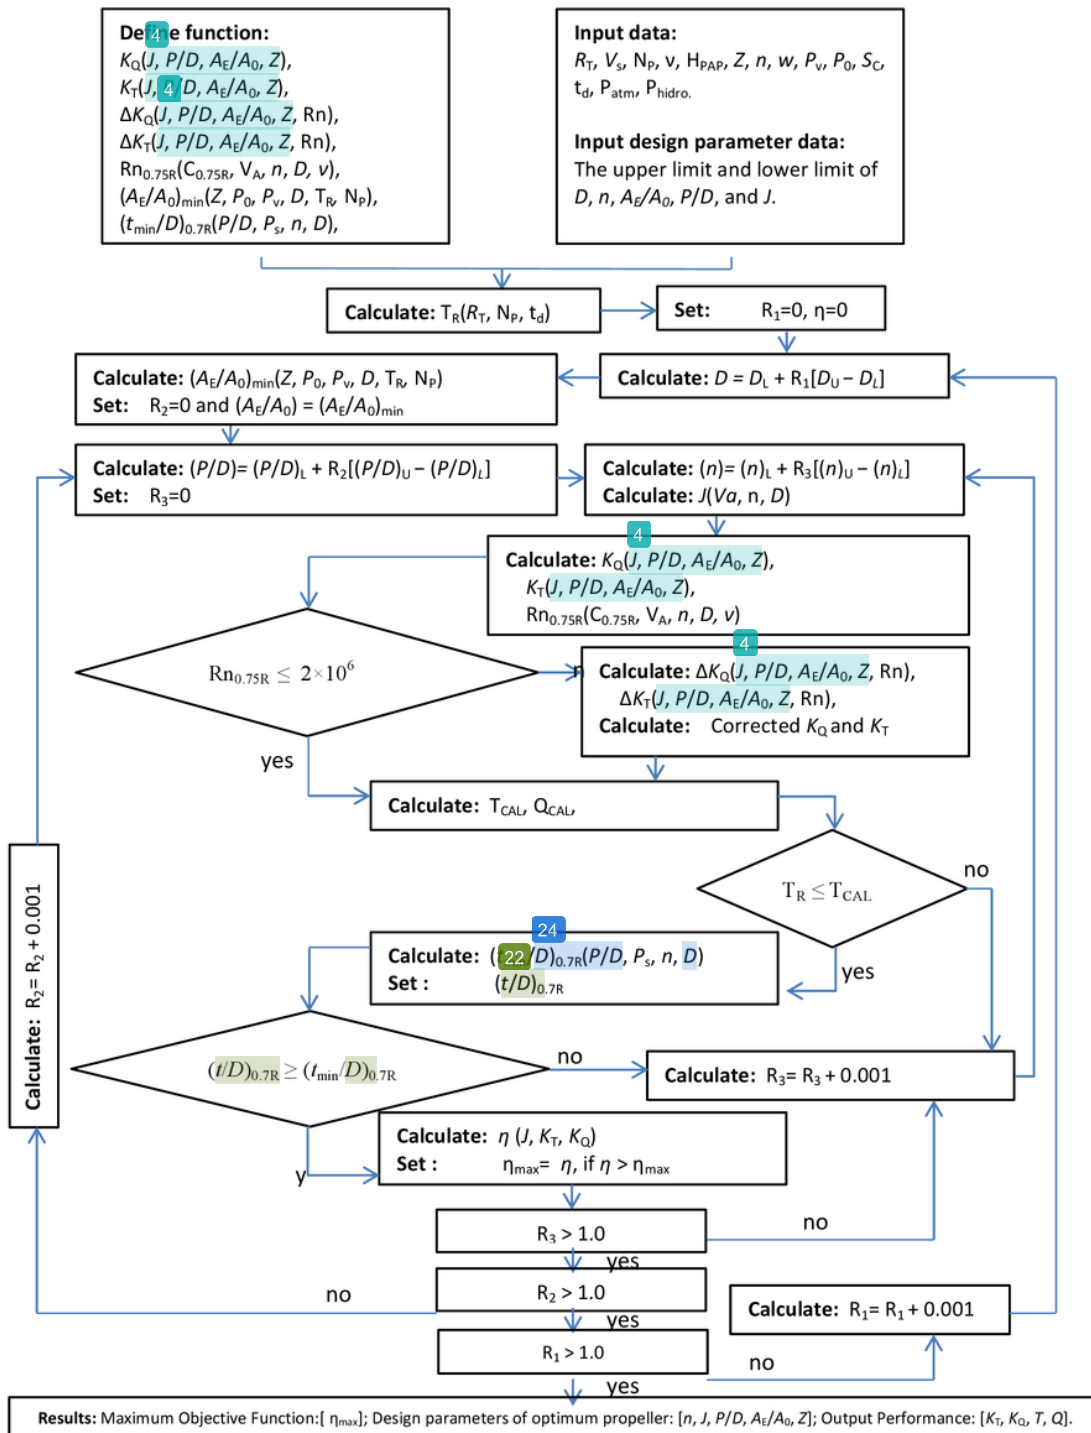 Define function:
4
K_Q(J, P/D, A_E/A_0, Z),
K_T(J, P/D, A_E/A_0, Z),
4
ΔK_Q(J, P/D, A_E/A_0, Z, Rn),
ΔK_T(J, P/D, A_E/A_0, Z, Rn),
Rn_0.75R(C_0.75R, V_A, n, D, v),
(A_E/A_0)_min(Z, P_0, P_v, D, T_R, N_P),
(t_min/D)_0.7R(P/D, P_s, n, D),
Input data:
R_T, V_s, N_P, ν, H_PAP, Z, n, w, P_v, P_0, S_C,
t_d, P_atm, P_hidro.
Input design parameter data:
The upper limit and lower limit of
D, n, A_E/A_0, P/D, and J.
Calculate: T_R(R_T, N_P, t_d)
Set: R_1=0, η=0
Calculate: D = D_L + R_1[D_U – D_L]
Calculate: (A_E/A_0)_min(Z, P_0, P_v, D, T_R, N_P)
Set: R_2=0 and (A_E/A_0) = (A_E/A_0)_min
Calculate: (P/D)= (P/D)_L + R_2[(P/D)_U – (P/D)_L]
Set: R_3=0
Calculate: (n)= (n)_L + R_3[(n)_U – (n)_L]
Calculate: J(Va, n, D)
4
Calculate: K_Q(J, P/D, A_E/A_0, Z),
K_T(J, P/D, A_E/A_0, Z),
Rn_0.75R(C_0.75R, V_A, n, D, v)
Rn_0.75R ≤ 2×10^6
n
4
Calculate: ΔK_Q(J, P/D, A_E/A_0, Z, Rn),
ΔK_T(J, P/D, A_E/A_0, Z, Rn),
Calculate: Corrected K_Q and K_T
yes
Calculate: T_CAL, Q_CAL,
T_R ≤ T_CAL
no
yes
24
22
Calculate: (t /D)_0.7R(P/D, P_s, n, D)
Set : (t/D)_0.7R
(t/D)_0.7R ≥ (t_min/D)_0.7R
no
Calculate: R_3= R_3 + 0.001
Calculate: R_2= R_2 + 0.001
y
Calculate: η (J, K_T, K_Q)
Set : η_max= η, if η > η_max
R_3 > 1.0
no
yes
R_2 > 1.0
no
yes
R_1 > 1.0
no
yes
Calculate: R_1= R_1 + 0.001
Results: Maximum Objective Function:[ η_max]; Design parameters of optimum propeller: [n, J, P/D, A_E/A_0, Z]; Output Performance: [K_T, K_Q, T, Q].